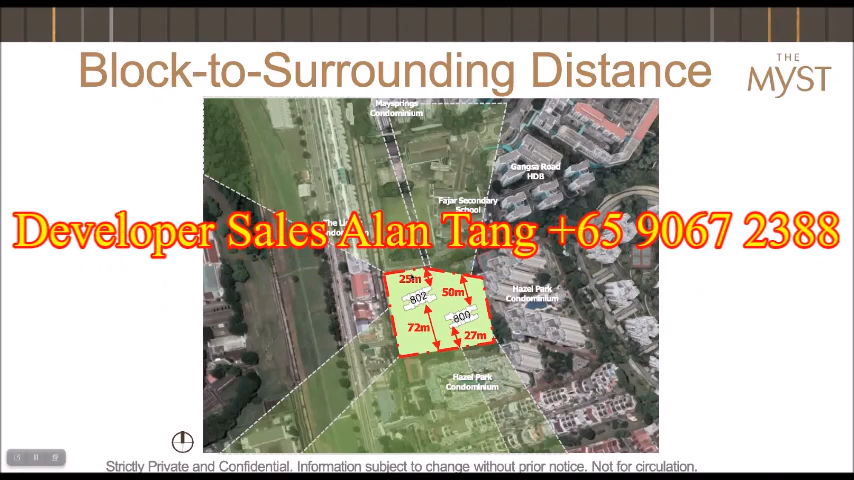 Block-to-Surrounding Distance
THE
MYST
Maysprings
Condominium
Gangsa Road
HDB
Fajar Secondary
School
Developer Sales Alan Tang +65 9067 2388
25m
802
50m
800
72m
27m
Hazel Park
Condominium
Hazel Park
Condominium
Strictly Private and Confidential. Information subject to change without prior notice. Not for circulation.